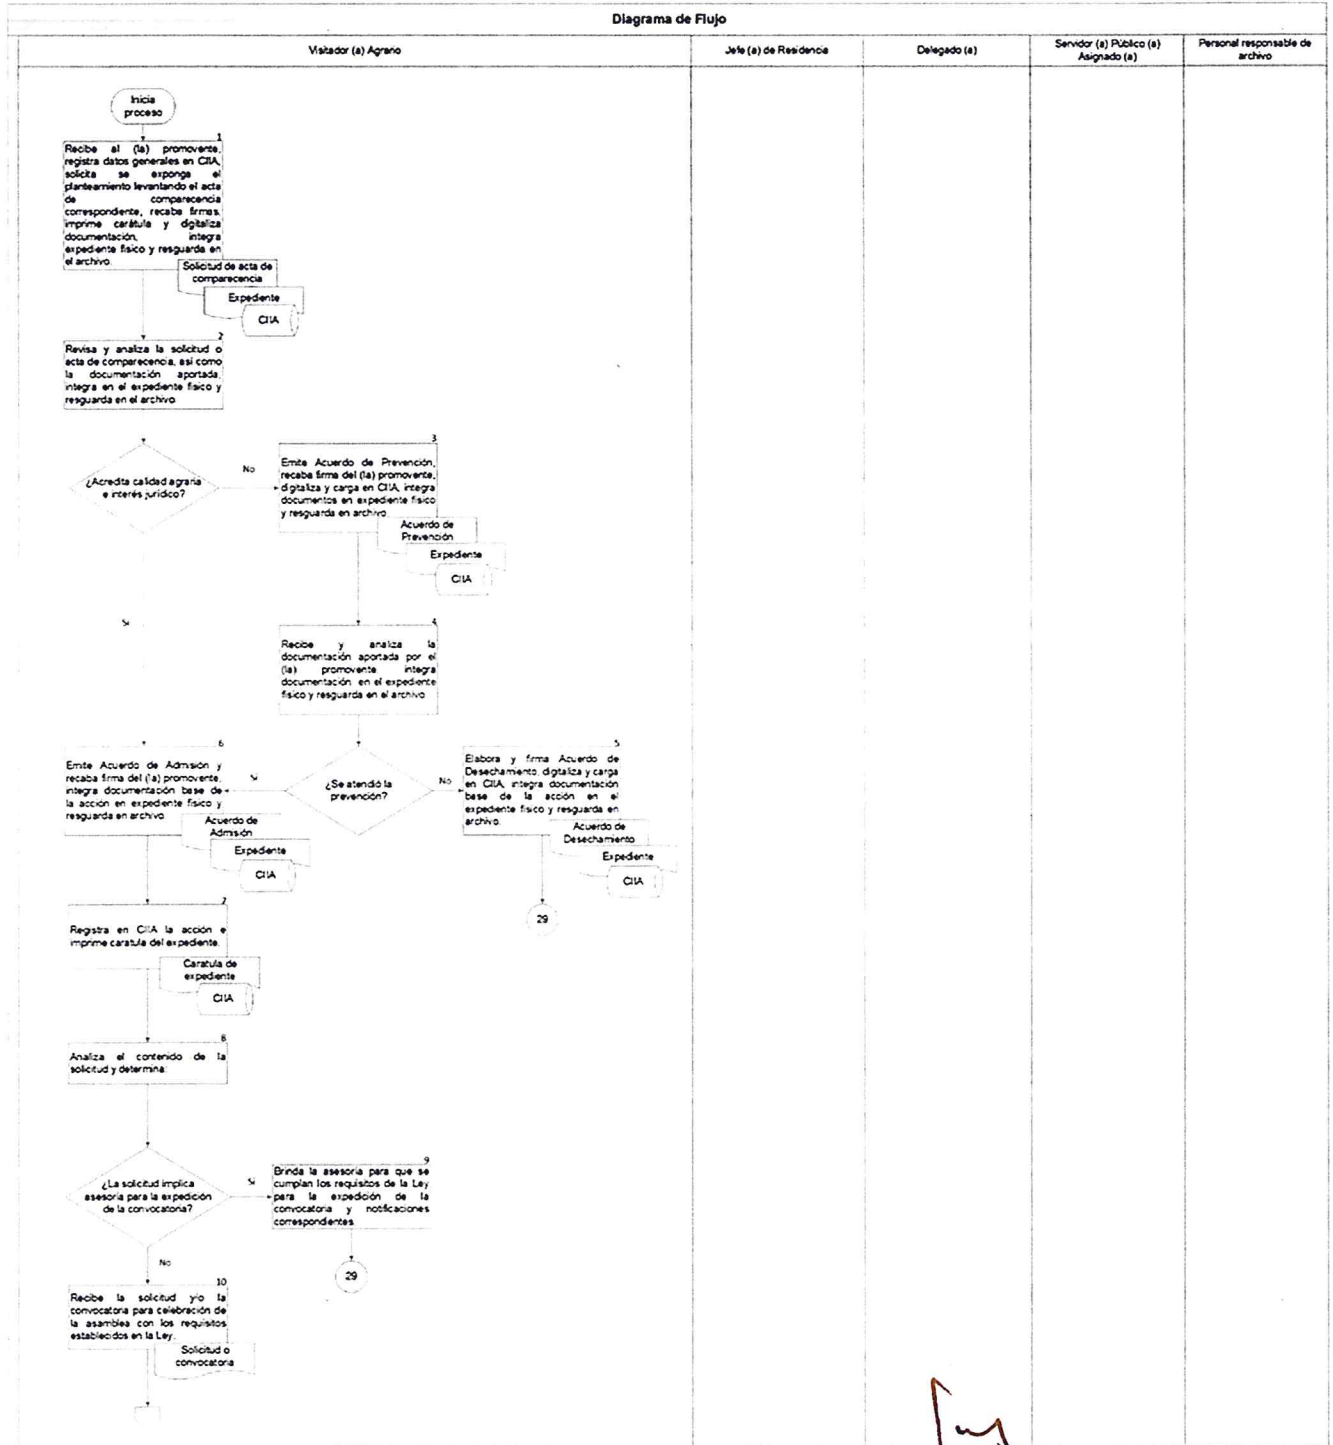 Diagrama de Flujo
Visitador (a) Agrario
Jefe (a) de Residencia
Delegado (a)
Servidor (a) Público (a)
Asignado (a)
Personal responsable de
archivo
Inicia
proceso
1
Recibe al (la) promovente,
registra datos generales en CIIA,
solicita se exponga el
planteamiento levantando el acta
de comparecencia
correspondiente, recaba firmas,
imprime carátula y digitaliza
documentación, integra
expediente físico y resguarda en
el archivo.
Solicitud de acta de
comparecencia
Expediente
CIIA
2
Revisa y analiza la solicitud o
acta de comparecencia, así como
la documentación aportada,
integra en el expediente físico y
resguarda en el archivo.
¿Acredita calidad agraria
e interés jurídico?
No
3
Emite Acuerdo de Prevención,
recaba firma del (la) promovente,
digitaliza y carga en CIIA, integra
documentos en expediente físico
y resguarda en archivo.
Acuerdo de
Prevención
Expediente
CIIA
Si
4
Recibe y analiza la
documentación aportada por el
(la) promovente integra
documentación en el expediente
físico y resguarda en el archivo.
6
Emite Acuerdo de Admisión y
recaba firma del (la) promovente,
integra documentación base de
la acción en expediente físico y
resguarda en archivo.
Acuerdo de
Admisión
Expediente
CIIA
Si
¿Se atendió la
prevención?
No
5
Elabora y firma Acuerdo de
Desechamiento, digitaliza y carga
en CIIA, integra documentación
base de la acción en el
expediente físico y resguarda en
archivo.
Acuerdo de
Desechamiento
Expediente
CIIA
29
7
Registra en CIIA la acción e
imprime caratula del expediente.
Caratula de
expediente
CIIA
8
Analiza el contenido de la
solicitud y determina:
¿La solicitud implica
asesoría para la expedición
de la convocatoria?
Si
9
Brinda la asesoría para que se
cumplan los requisitos de la Ley
para la expedición de la
convocatoria y notificaciones
correspondientes.
29
No
10
Recibe la solicitud y/o la
convocatoria para celebración de
la asamblea con los requisitos
establecidos en la Ley.
Solicitud o
convocatoria